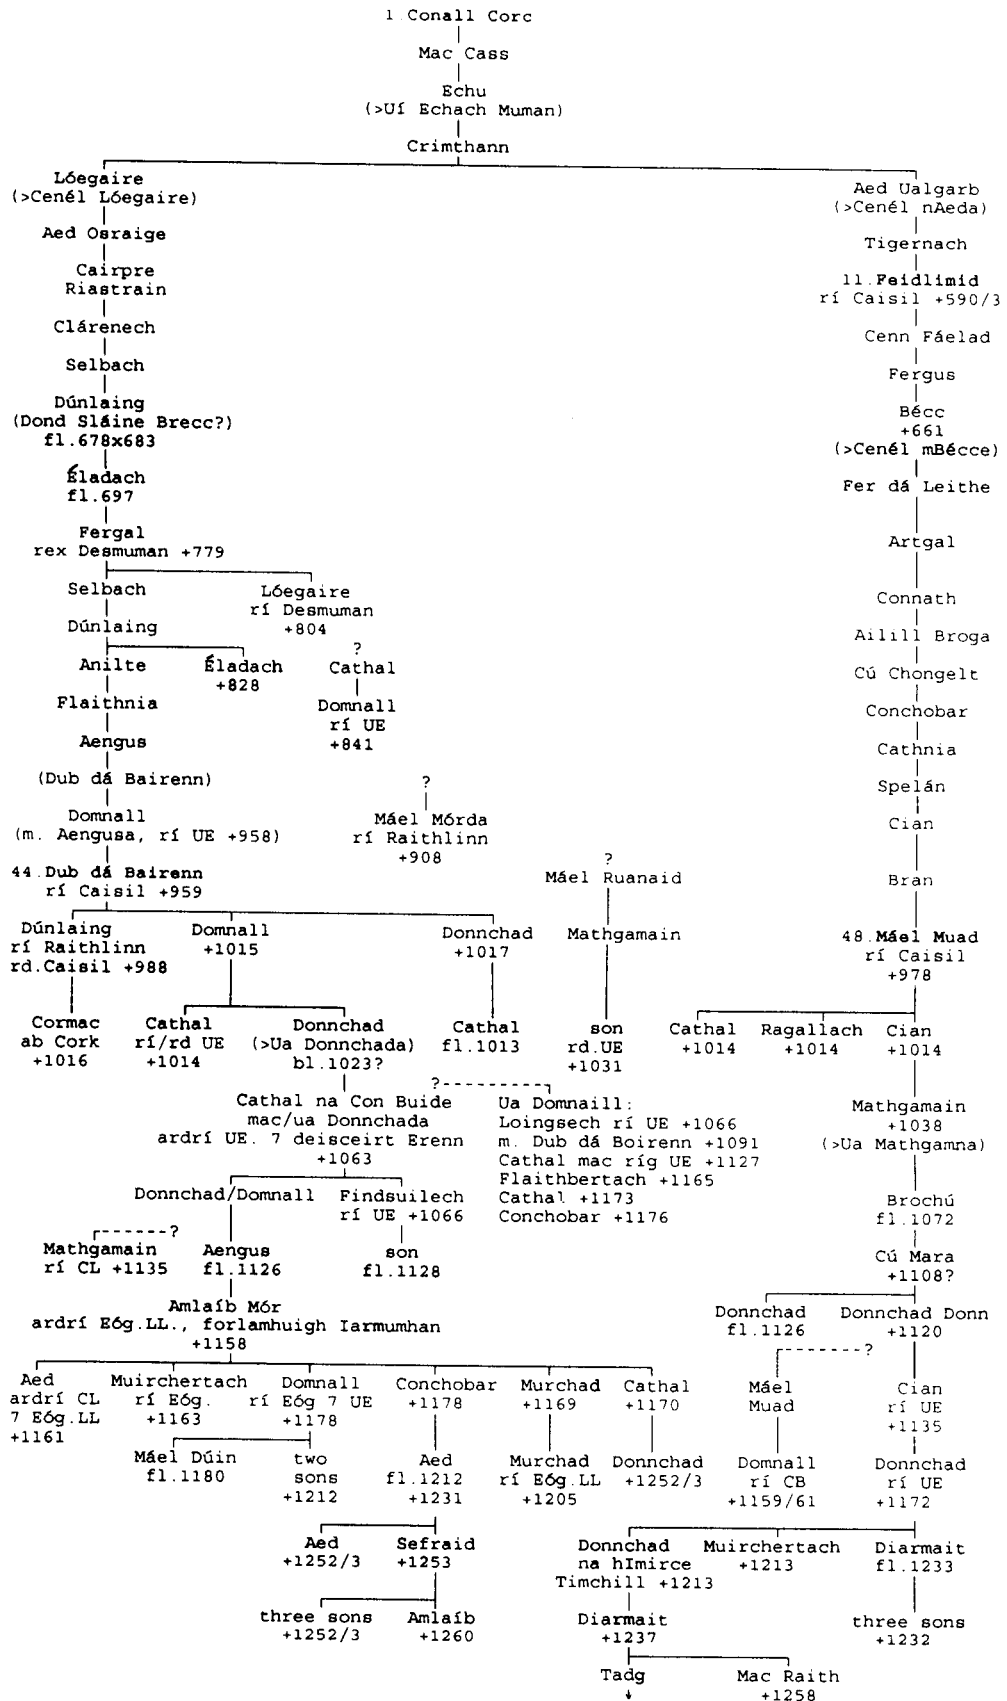 1.Conall Corc
Mac Cass
Echu
(>Uí Echach Muman)
Crimthann
Lóegaire
(>Cenél Lóegaire)
Aed Osraige
Cairpre
Riastrain
Clárenech
Selbach
Dúnlaing
(Dond Sláine Brecc?)
fl.678x683
Éladach
fl.697
Fergal
rex Desmuman +779
Selbach
Lóegaire
rí Desmuman
+804
Dúnlaing
Anilte
Éladach
+828
?
Cathal
Flaithnia
Domnall
rí UE
+841
Aengus
(Dub dá Bairenn)
Domnall
(m. Aengusa, rí UE +958)
?
Máel Mórda
rí Raithlinn
+908
44.Dub dá Bairenn
rí Caisil +959
Aed Ualgarb
(>Cenél nAeda)
Tigernach
11.Feidlimid
rí Caisil +590/3
Cenn Fáelad
Fergus
Bécc
+661
(>Cenél mBécce)
Fer dá Leithe
Artgal
Connath
Ailill Broga
Cú Chongelt
Conchobar
Cathnia
Spelán
Cian
Bran
48.Máel Muad
rí Caisil
+978
?
Máel Ruanaid
Dúnlaing
rí Raithlinn
rd.Caisil +988
Domnall
+1015
Donnchad
+1017
Mathgamain
Cormac
ab Cork
+1016
Cathal
rí/rd UE
+1014
Donnchad
(>Ua Donnchada)
bl.1023?
Cathal
fl.1013
son
rd.UE
+1031
Cathal
+1014
Ragallach
+1014
Cian
+1014
Cathal na Con Buide
mac/ua Donnchada
ardrí UE. 7 deisceirt Erenn
+1063
?
Ua Domnaill:
Loingsech rí UE +1066
m. Dub dá Boirenn +1091
Cathal mac ríg UE +1127
Flaithbertach +1165
Cathal +1173
Conchobar +1176
Mathgamain
+1038
(>Ua Mathgamna)
Donnchad/Domnall
Findsuilech
rí UE +1066
Brochú
fl.1072
?
Mathgamain
rí CL +1135
Aengus
fl.1126
son
fl.1128
Cú Mara
+1108?
Amlaíb Mór
ardrí Eóg.LL., forlamhuigh Iarmumhan
+1158
Donnchad
fl.1126
Donnchad Donn
+1120
?
Aed
ardrí CL
7 Eóg.LL
+1161
Muirchertach
rí Eóg.
+1163
Domnall
rí Eóg 7 UE
+1178
Conchobar
+1178
Murchad
+1169
Cathal
+1170
Máel
Muad
Cian
rí UE
+1135
Máel Dúin
fl.1180
two
sons
+1212
Aed
fl.1212
+1231
Murchad
rí Eóg.LL
+1205
Donnchad
+1252/3
Domnall
rí CB
+1159/61
Donnchad
rí UE
+1172
Aed
+1252/3
Sefraid
+1253
Donnchad
na hImirce
Timchill +1213
Muirchertach
+1213
Diarmait
fl.1233
three sons
+1252/3
Amlaíb
+1260
Diarmait
+1237
three sons
+1232
Tadg
Mac Raith
+1258